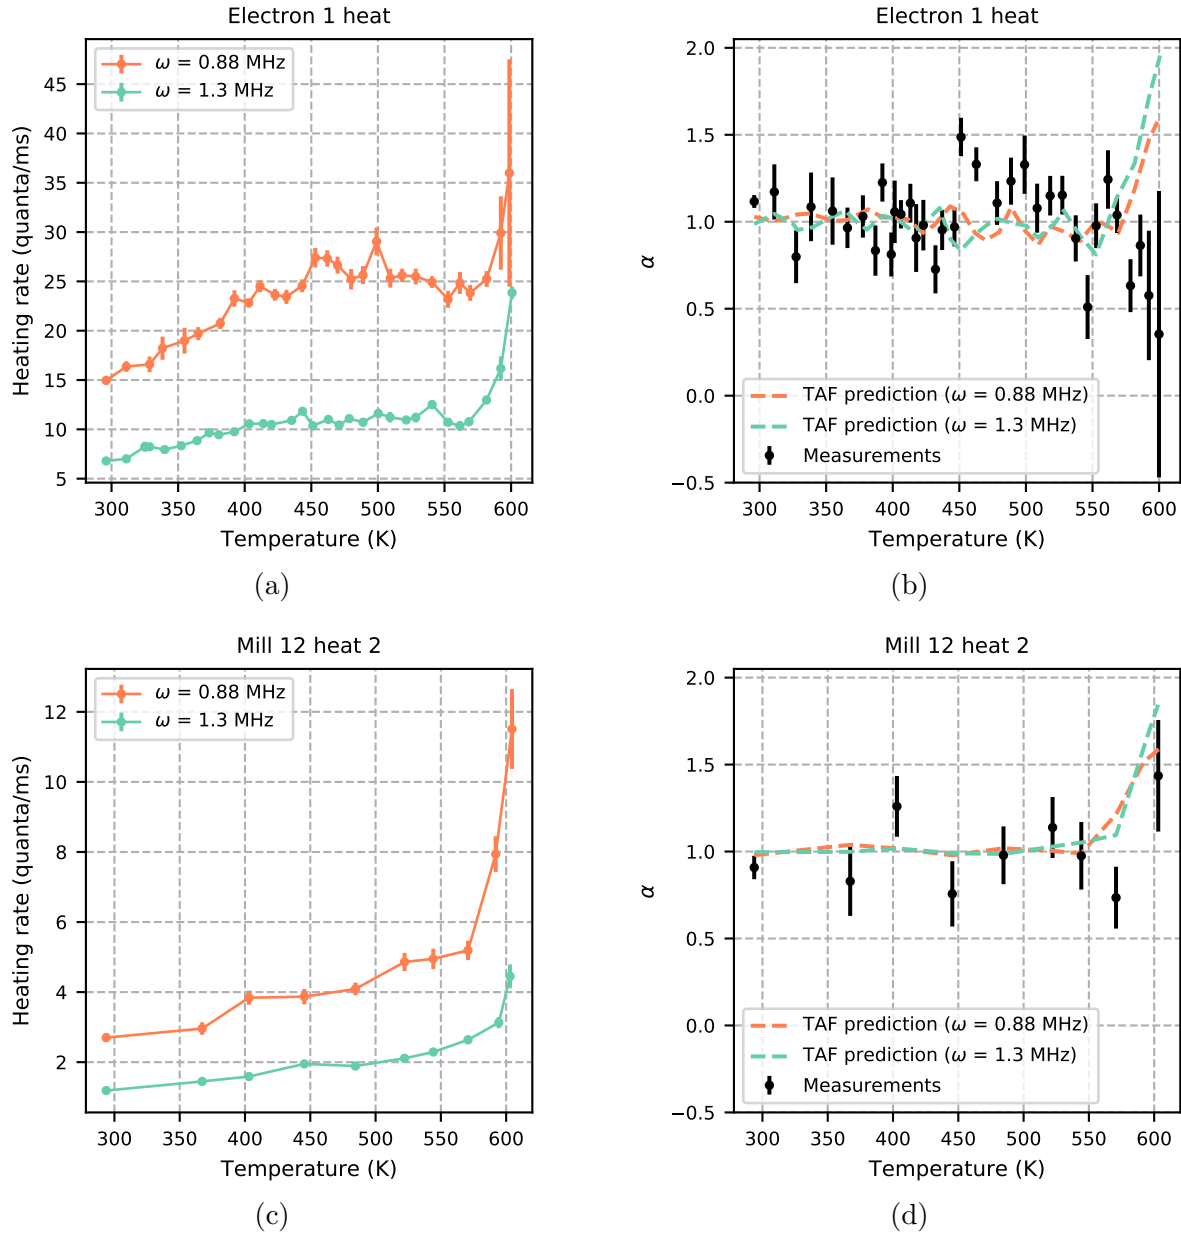 Electron 1 heat
ω = 0.88 MHz
ω = 1.3 MHz
Heating rate (quanta/ms)
45
40
35
30
25
20
15
10
5
300 350 400 450 500 550 600
Temperature (K)
(a)
Electron 1 heat
α
2.0
1.5
1.0
0.5
0.0
−0.5
TAF prediction (ω = 0.88 MHz)
TAF prediction (ω = 1.3 MHz)
Measurements
300 350 400 450 500 550 600
Temperature (K)
(b)
Mill 12 heat 2
ω = 0.88 MHz
ω = 1.3 MHz
Heating rate (quanta/ms)
12
10
8
6
4
2
300 350 400 450 500 550 600
Temperature (K)
(c)
Mill 12 heat 2
α
2.0
1.5
1.0
0.5
0.0
−0.5
TAF prediction (ω = 0.88 MHz)
TAF prediction (ω = 1.3 MHz)
Measurements
300 350 400 450 500 550 600
Temperature (K)
(d)